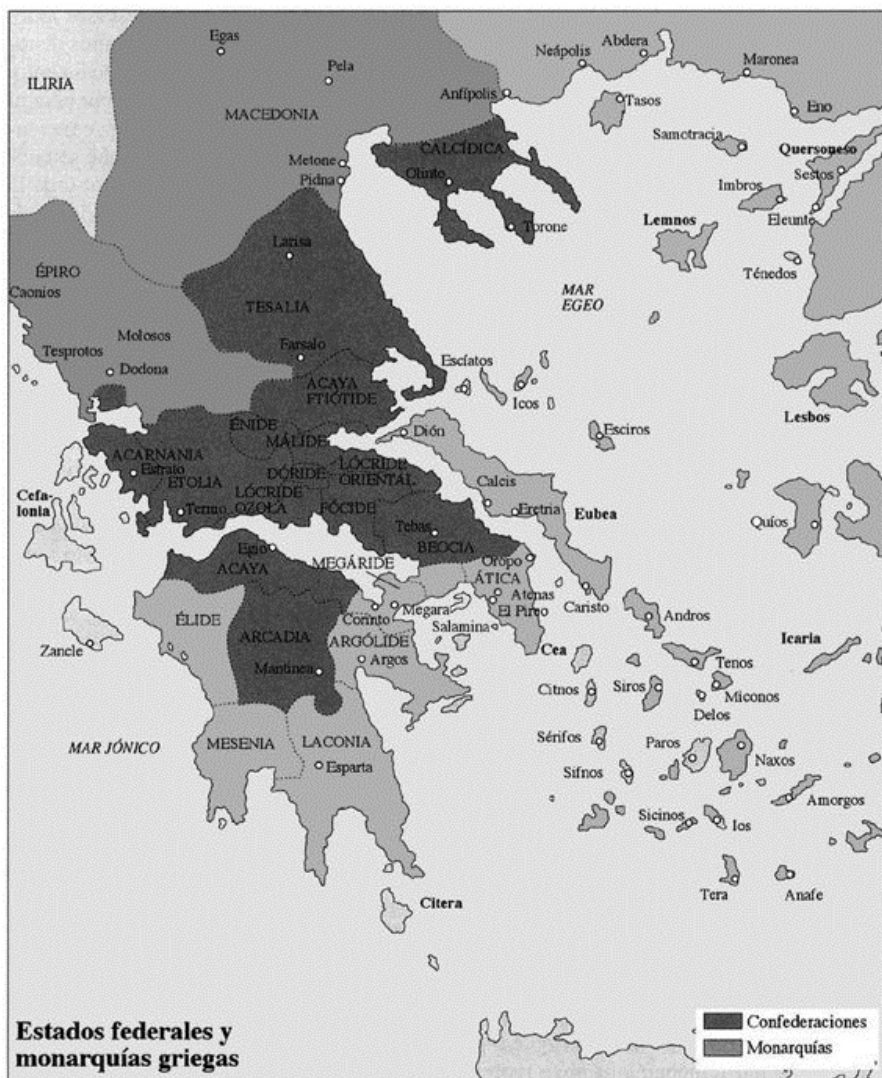 Egas
Abdera
Neápolis
Maronea
ILIRIA
Pela
Anfípolis
Tasos
Eno
MACEDONIA
Samotracia
Quersoneso
CALCÍDICA
Metone
Sestos
Olinto
Pidna
Imbros
Eleunte
Torone
Lemnos
Larisa
Ténedos
ÉPIRO
Caonios
MAR
EGEO
TESALIA
Molosos
Tesprotos
Farsalo
Escíatos
Dodona
ACAYA
FTIÓTIDE
Icos
Lesbos
ÉNIDE
Dión
Esciros
MÁLIDE
ACARNANIA
LÓCRIDE
ORIENTAL
Estrato
DÓRIDE
ETOLIA
LÓCRIDE
OZOLA
Calcis
Cefa-
lonia
Termo
FÓCIDE
Eretria
Eubea
Quíos
Tebas
BEOCIA
Egio
Oropo
MEGÁRIDE
ACAYA
ÁTICA
Atenas
Caristo
El Pireo
Megara
Corinto
Andros
ÉLIDE
Salamina
ARCADIA
ARGÓLIDE
Icaria
Zancle
Cea
Argos
Tenos
Mantinea
Citnos
Siros
Miconos
Delos
MAR JÓNICO
MESENIA
LACONIA
Sérifos
Paros
Naxos
Esparta
Sifnos
Amorgos
Sicinos
Ios
Tera
Anafe
Citera
Estados federales y
monarquías griegas
Confederaciones
Monarquías